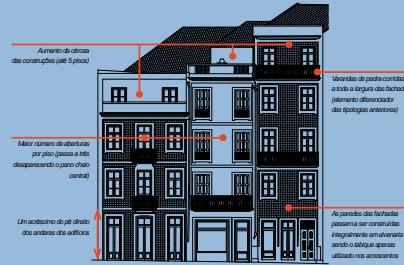 Aumento da cércea
das construções (até 5 pisos)
Varandas de pedra corridas
a toda a largura das fachad
(elemento diferenciador
das tipologias anteriores)
Maior número de aberturas
por piso (passa a três
desaparecendo o pano cheio
central)
Um acréscimo do pé direito
dos andares dos edifícios
As paredes das fachadas
passam a ser construídas
integralmente em alvenaria
sendo o tabique apenas
utilizado nos acrescentos